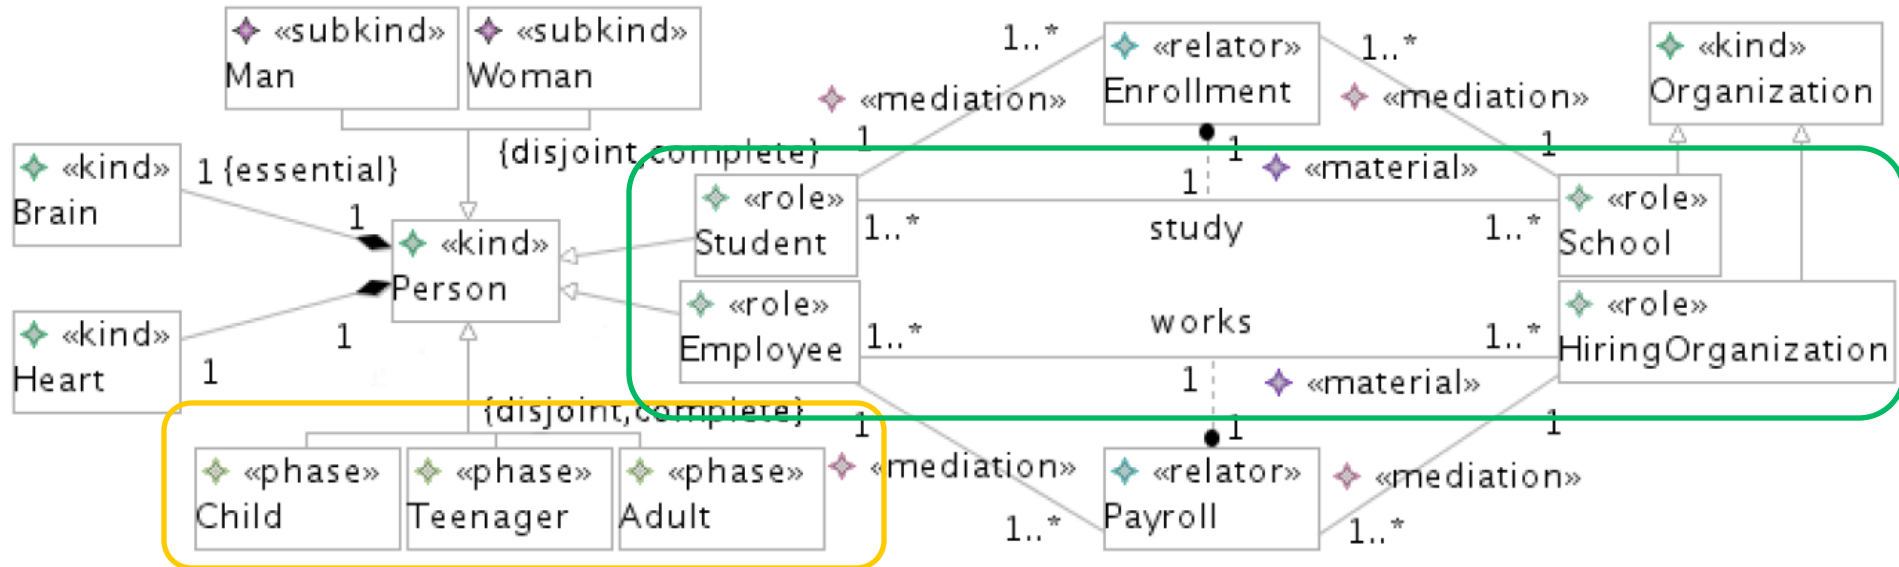 «subkind»
Man
«subkind»
Woman
1..*
«relator»
Enrollment
1..*
«kind»
Organization
«mediation»
«mediation»
1
{disjoint,complete}
1
1
«kind»
Brain
1 {essential}
1
«kind»
Person
«role»
Student
1..*
1
«material»
study
1..*
«role»
School
«kind»
Heart
1
1
«role»
Employee
1..*
works
1..*
«role»
HiringOrganization
1
«material»
{disjoint,complete}
1
1
1
«phase»
Child
«phase»
Teenager
«phase»
Adult
«mediation»
1..*
«relator»
Payroll
«mediation»
1..*